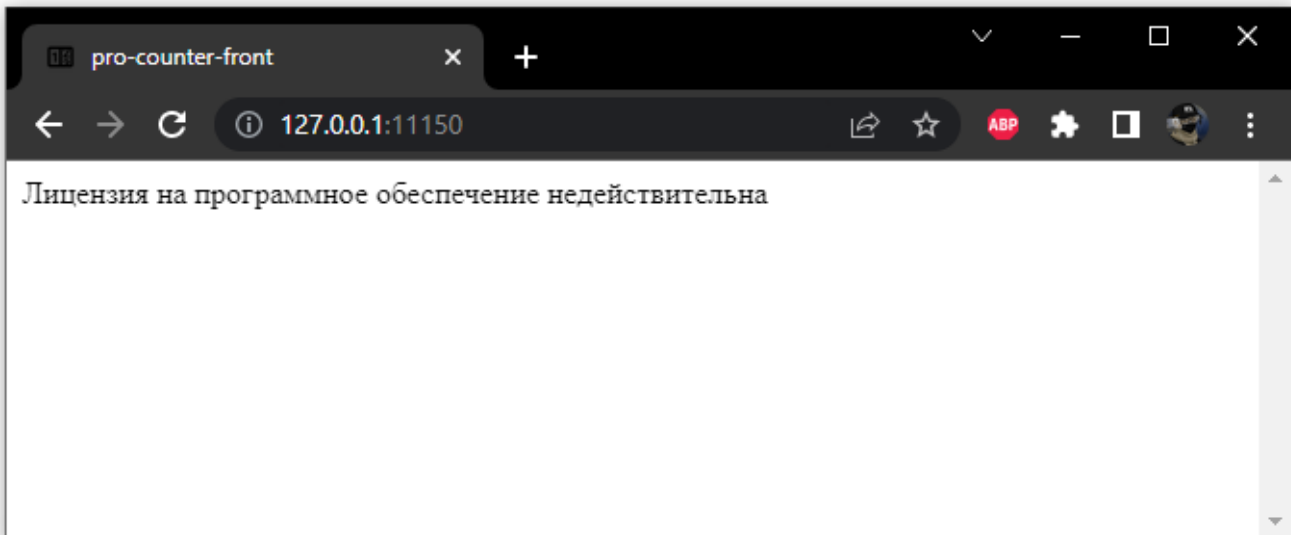 pro-counter-front
127.0.0.1:11150
ABP
Лицензия на программное обеспечение недействительна